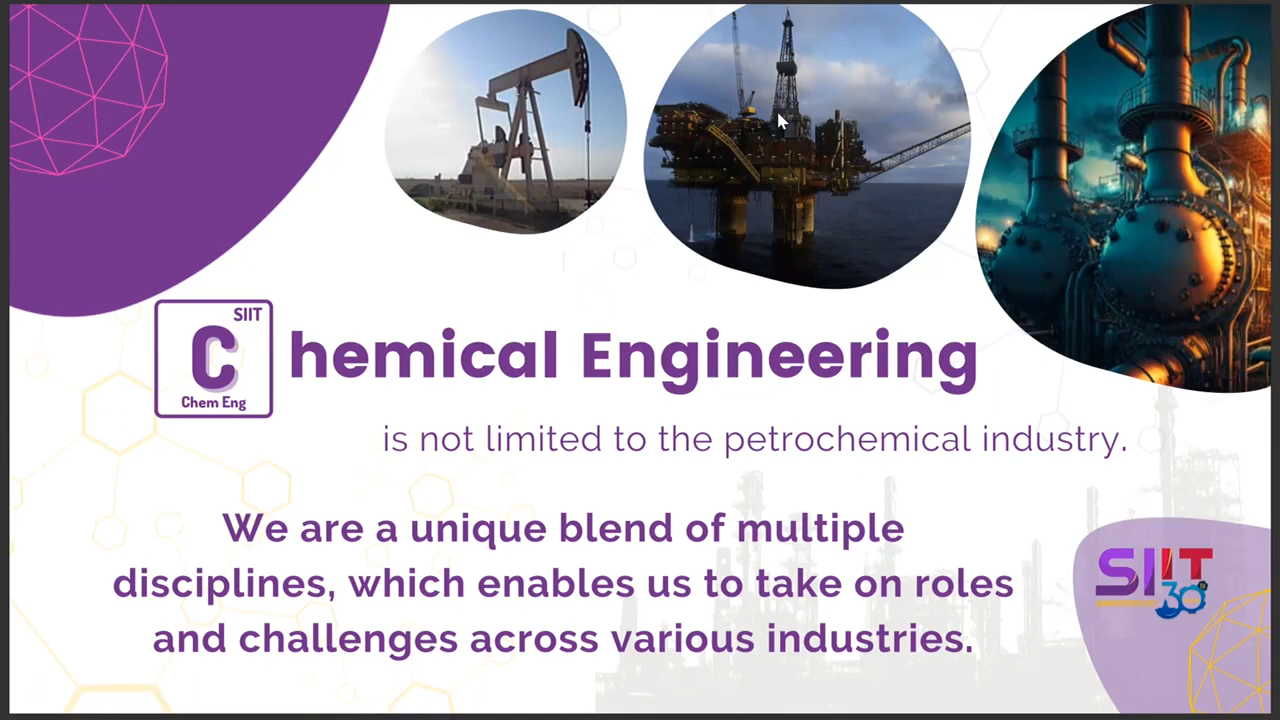 SIIT
C
Chem Eng
hemical Engineering
is not limited to the petrochemical industry.
We are a unique blend of multiple
disciplines, which enables us to take on roles
and challenges across various industries.
SIIT
30